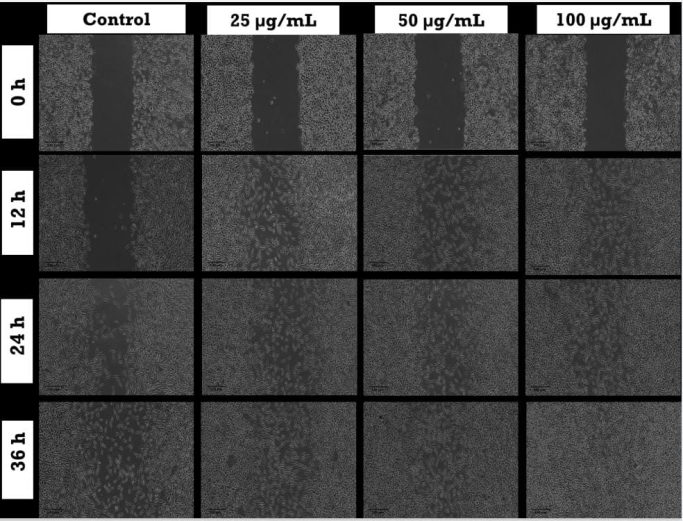 Control
25 µg/mL
50 µg/mL
100 µg/mL
0 h
12 h
24 h
36 h